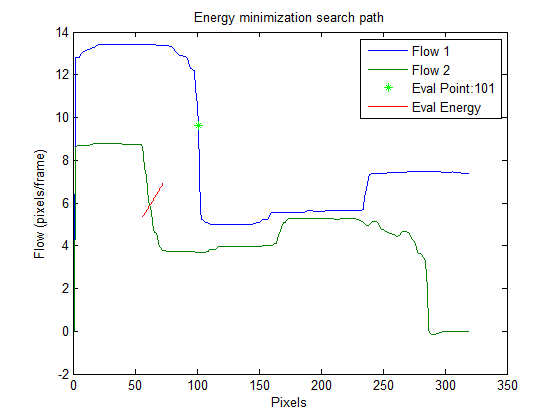 Energy minimization search path
14
12
10
8
6
4
2
0
-2
Flow (pixels/frame)
0
50
100
150
200
250
300
350
Pixels
Flow 1
Flow 2
Eval Point:101
Eval Energy